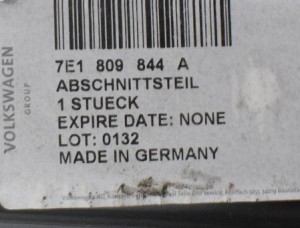 VOLKSWAGEN
GROUP
7E1 809 844 A
ABSCHNITTSTEIL
1 STUECK
EXPIRE DATE: NONE
LOT: 0132
MADE IN GERMANY